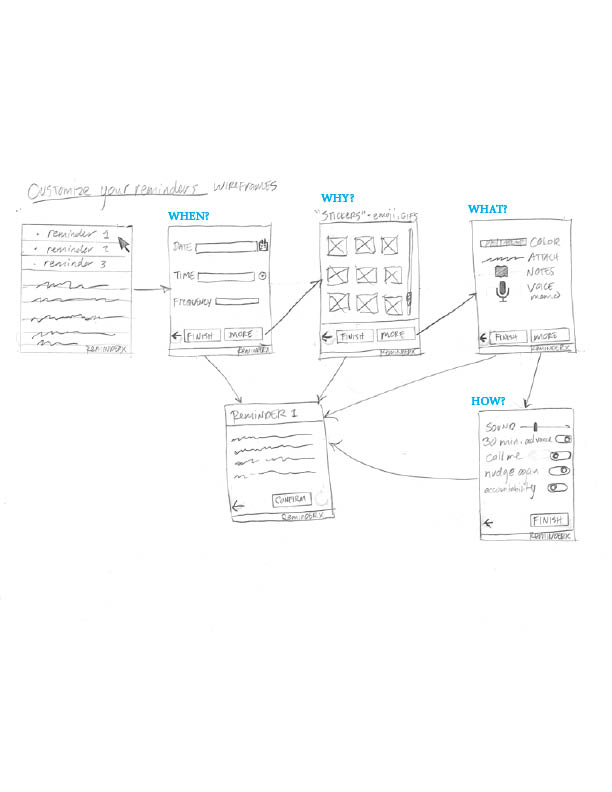 Customize your reminders WIREFRAMES
WHY?
"STICKERS" - emoji, GIFS
WHEN?
WHAT?
• reminder 1
• reminder 2
• reminder 3
REMINDERX
DATE
TIME
FREQUENCY
FINISH MORE
REMINDERX
FINISH MORE
REMINDERX
COLOR
ATTACH
NOTES
VOICE
memo
FINISH MORE
REMINDERX
REMINDER 1
CONFIRM
REMINDERX
HOW?
SOUND
30 min. advance
call me
nudge again
accountability
FINISH
REMINDERX